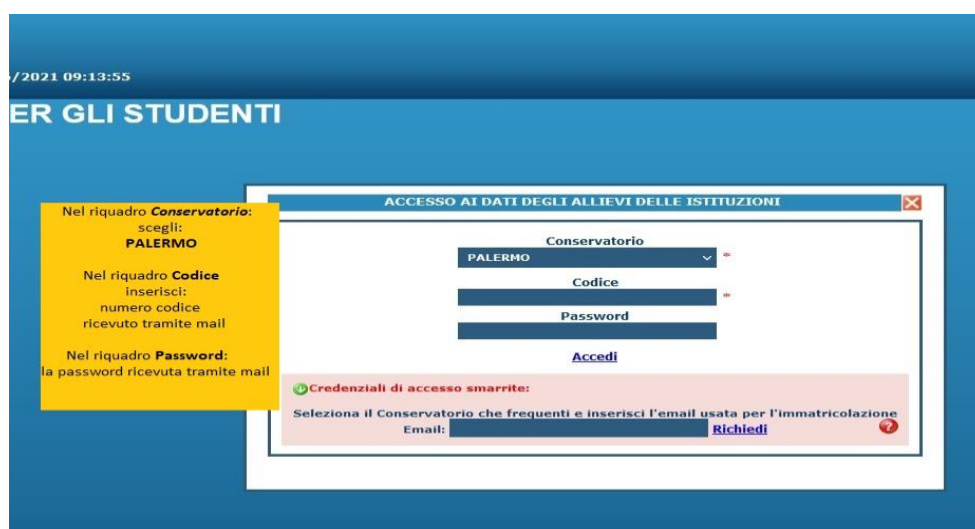 /2021 09:13:55
ER GLI STUDENTI
Nel riquadro Conservatorio:
scegli:
PALERMO
Nel riquadro Codice
inserisci:
numero codice
ricevuto tramite mail
Nel riquadro Password:
la password ricevuta tramite mail
ACCESSO AI DATI DEGLI ALLIEVI DELLE ISTITUZIONI
Conservatorio
PALERMO *
Codice
*
Password
Accedi
Credenziali di accesso smarrite:
Seleziona il Conservatorio che frequenti e inserisci l'email usata per l'immatricolazione
Email: Richiedi ?